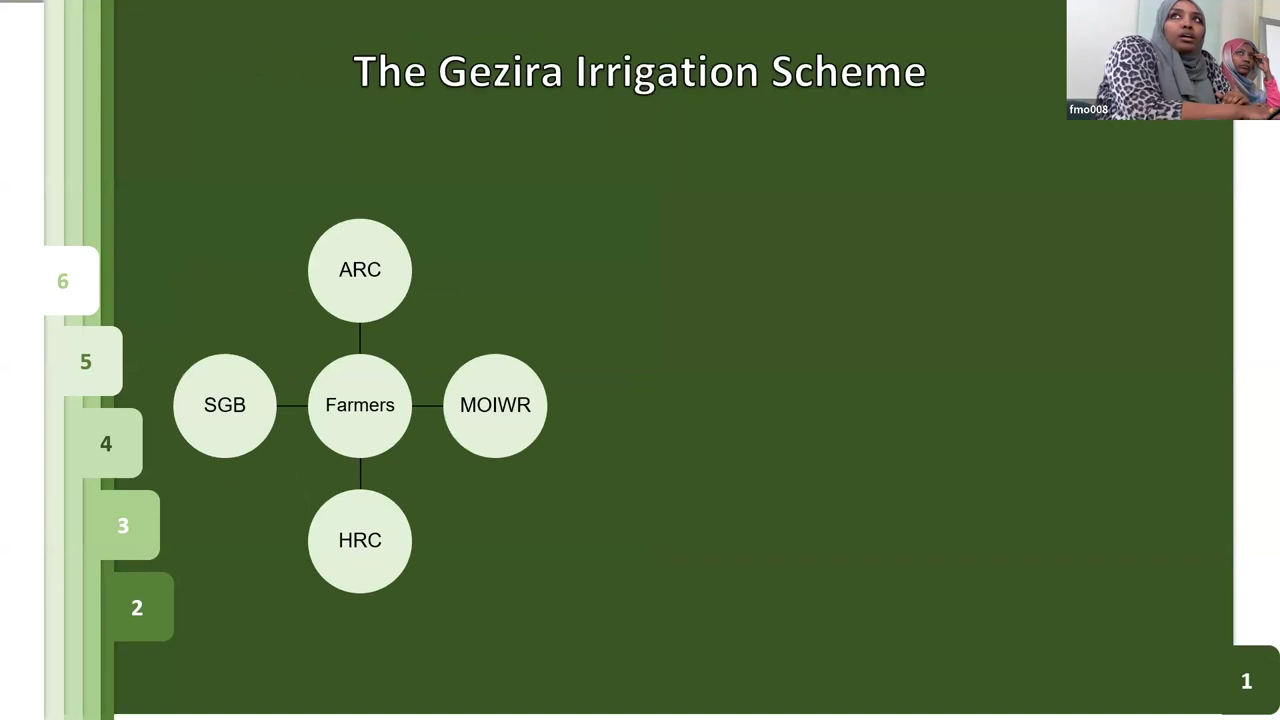 The Gezira Irrigation Scheme
fmo008
ARC
SGB
Farmers
MOIWR
HRC
6
5
4
3
2
1